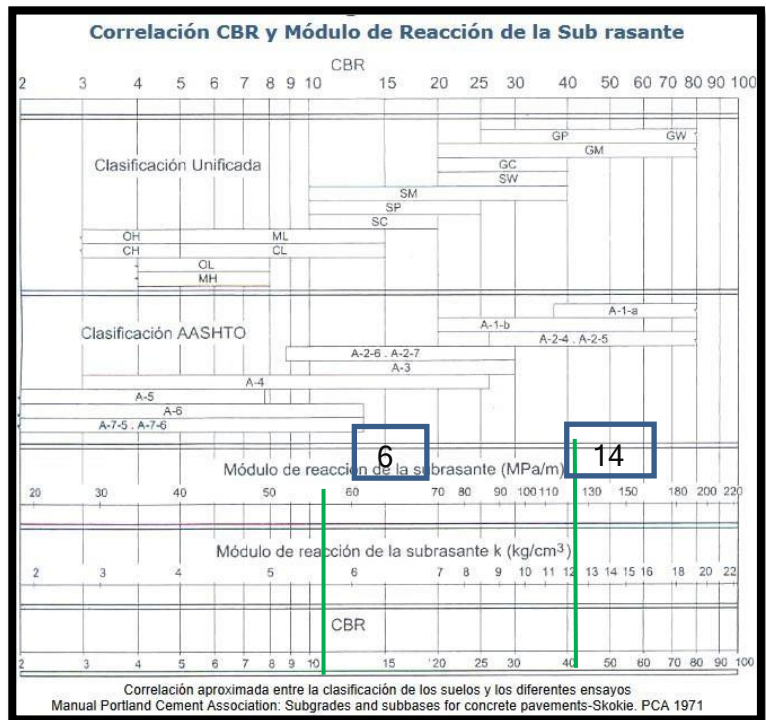 Correlación CBR y Módulo de Reacción de la Sub rasante
CBR
2 3 4 5 6 7 8 9 10 15 20 25 30 40 50 60 70 80 90 100
GP GW
GM
Clasificación Unificada
GC
SW
SM
SP
SC
OH ML
CH CL
OL
MH
A-1-a
A-1-b
Clasificación AASHTO
A-2-4 . A-2-5
A-2-6 . A-2-7
A-3
A-4
A-5
A-6
A-7-5 . A-7-6
6 14
Módulo de reacción de la subrasante (MPa/m)
20 30 40 50 60 70 80 90 100 110 130 150 180 200 220
Módulo de reacción de la subrasante k (kg/cm³)
2 3 4 5 6 7 8 9 10 11 12 13 14 15 16 18 20 22
CBR
2 3 4 5 6 7 8 9 10 15 20 25 30 40 50 60 70 80 90 100
Correlación aproximada entre la clasificación de los suelos y los diferentes ensayos
Manual Portland Cement Association: Subgrades and subbases for concrete pavements-Skokie. PCA 1971